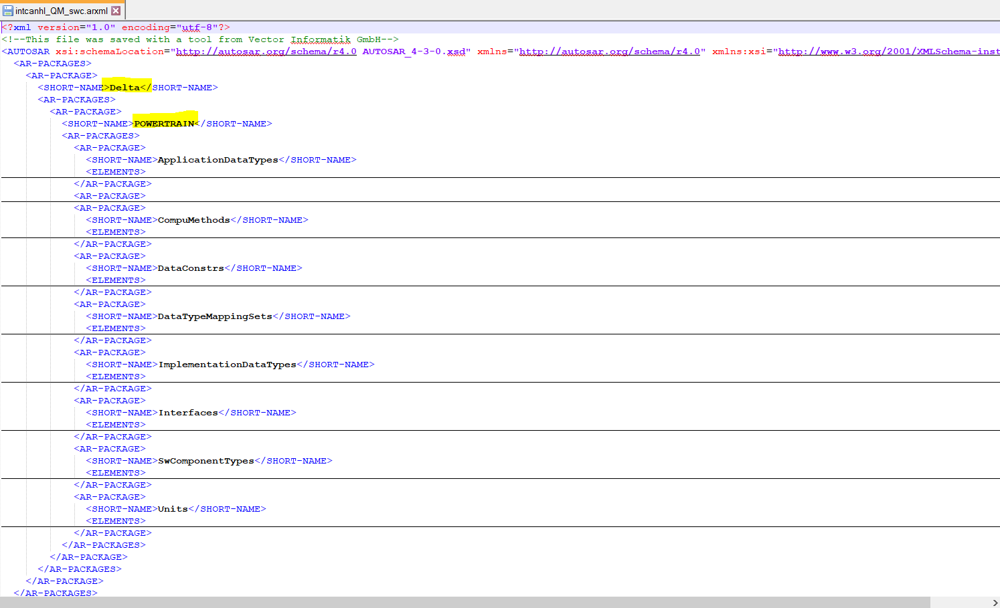 intcanhl_QM_swc.arxml
<?xml version="1.0" encoding="utf-8"?>
<!--This file was saved with a tool from Vector Informatik GmbH-->
<AUTOSAR xsi:schemaLocation="http://autosar.org/schema/r4.0 AUTOSAR_4-3-0.xsd" xmlns="http://autosar.org/schema/r4.0" xmlns:xsi="http://www.w3.org/2001/XMLSchema-inst
<AR-PACKAGES>
<AR-PACKAGE>
<SHORT-NAME>Delta</SHORT-NAME>
<AR-PACKAGES>
<AR-PACKAGE>
<SHORT-NAME>POWERTRAIN</SHORT-NAME>
<AR-PACKAGES>
<AR-PACKAGE>
<SHORT-NAME>ApplicationDataTypes</SHORT-NAME>
<ELEMENTS>
</AR-PACKAGE>
<AR-PACKAGE>
<AR-PACKAGE>
<SHORT-NAME>CompuMethods</SHORT-NAME>
<ELEMENTS>
</AR-PACKAGE>
<AR-PACKAGE>
<SHORT-NAME>DataConstrs</SHORT-NAME>
<ELEMENTS>
</AR-PACKAGE>
<AR-PACKAGE>
<SHORT-NAME>DataTypeMappingSets</SHORT-NAME>
<ELEMENTS>
</AR-PACKAGE>
<AR-PACKAGE>
<SHORT-NAME>ImplementationDataTypes</SHORT-NAME>
<ELEMENTS>
</AR-PACKAGE>
<AR-PACKAGE>
<SHORT-NAME>Interfaces</SHORT-NAME>
<ELEMENTS>
</AR-PACKAGE>
<AR-PACKAGE>
<SHORT-NAME>SwComponentTypes</SHORT-NAME>
<ELEMENTS>
</AR-PACKAGE>
<AR-PACKAGE>
<SHORT-NAME>Units</SHORT-NAME>
<ELEMENTS>
</AR-PACKAGE>
</AR-PACKAGES>
</AR-PACKAGE>
</AR-PACKAGES>
</AR-PACKAGE>
</AR-PACKAGES>